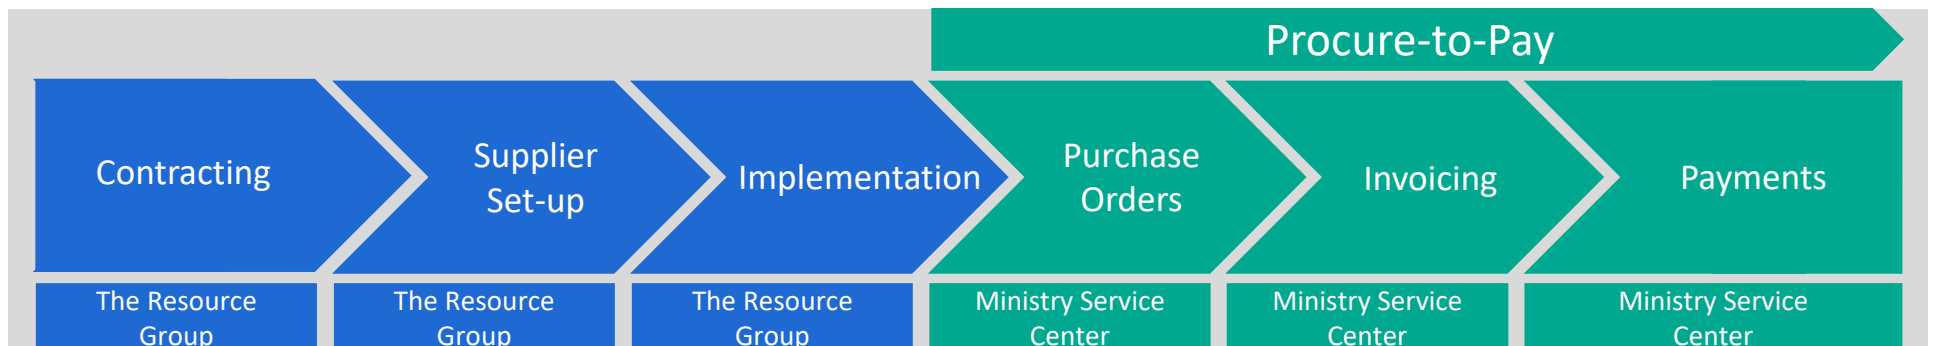 Procure-to-Pay
Contracting
Supplier
Set-up
Implementation
Purchase
Orders
Invoicing
Payments
The Resource
Group
The Resource
Group
The Resource
Group
Ministry Service
Center
Ministry Service
Center
Ministry Service
Center